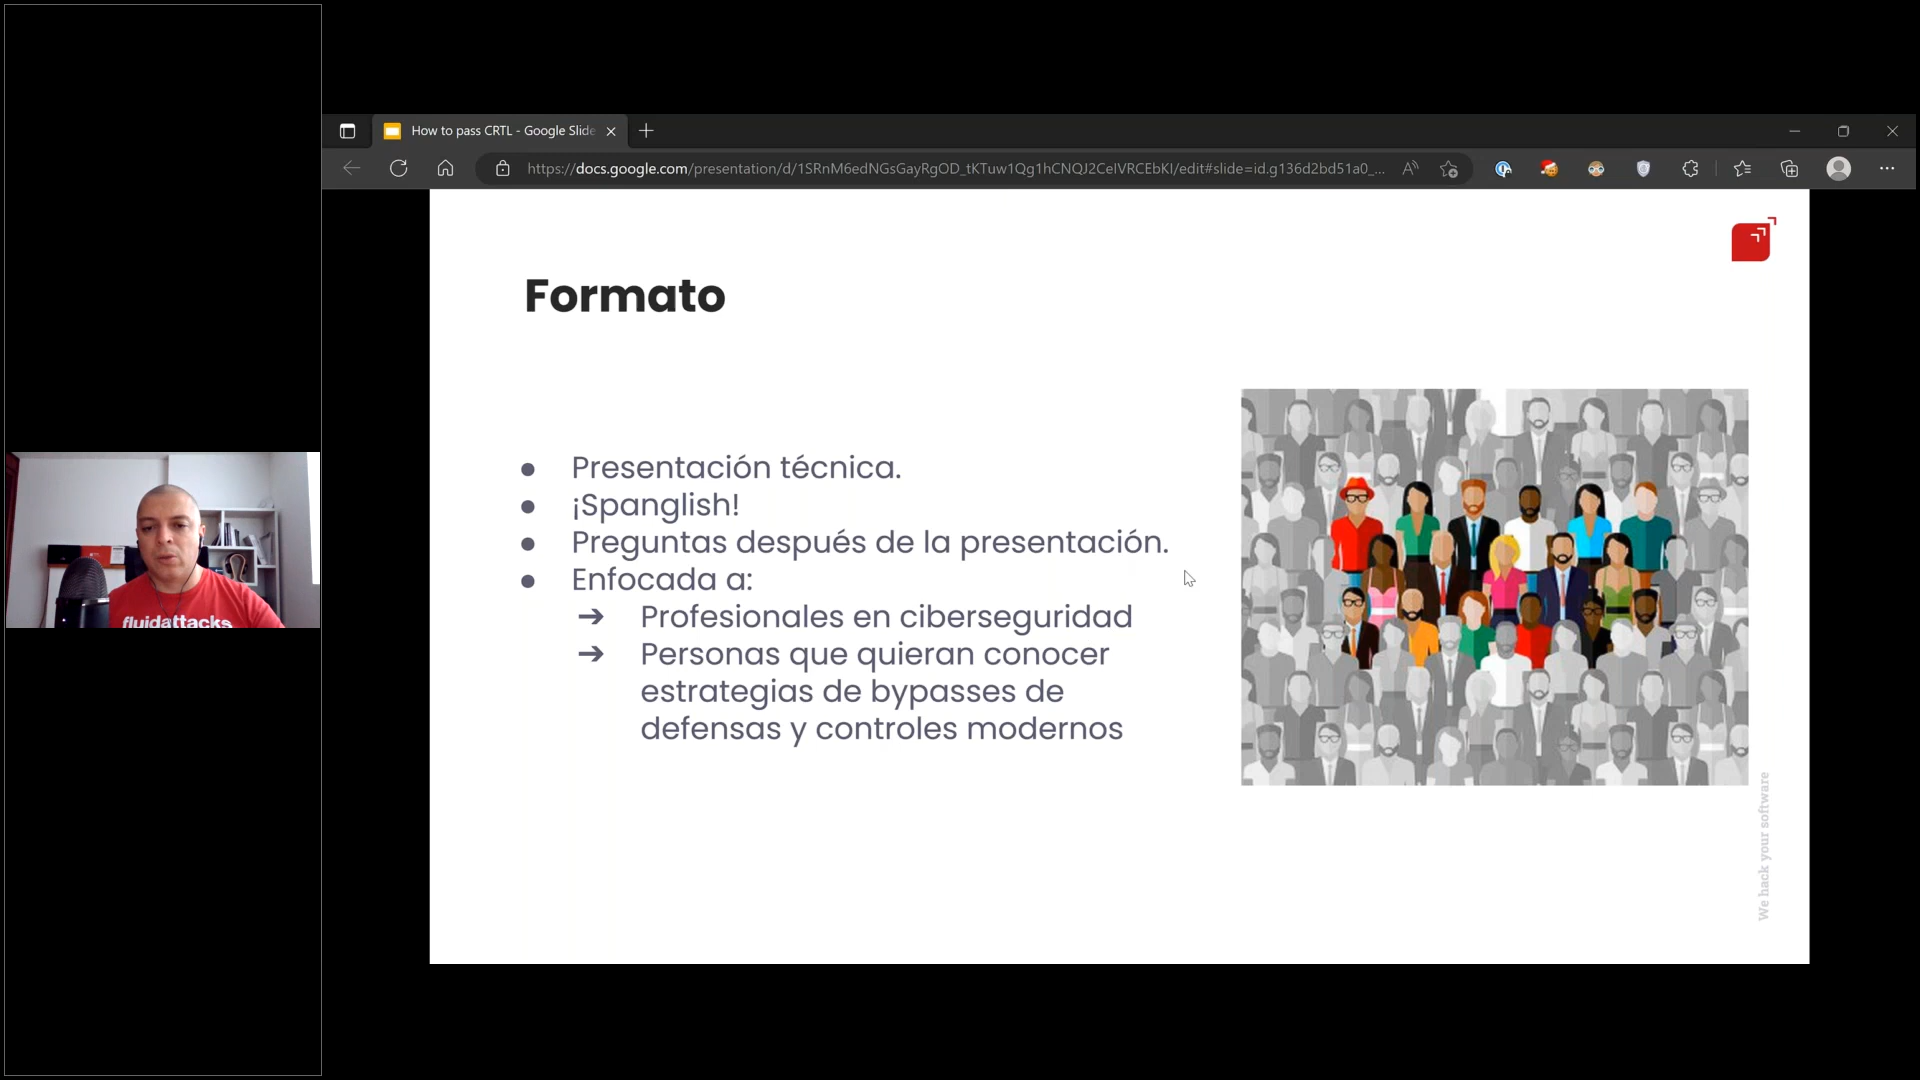 How to pass CRTL - Google Slide
https://docs.google.com/presentation/d/1SRnM6edNGsGayRgOD_tKTuw1Qg1hCNQJ2CeIVRCEbKI/edit#slide=id.g136d2bd51a0_...
Formato
● Presentación técnica.
● ¡Spanglish!
● Preguntas después de la presentación.
● Enfocada a:
➔ Profesionales en ciberseguridad
➔ Personas que quieran conocer
estrategias de bypasses de
defensas y controles modernos
We hack your software
fluidattacks